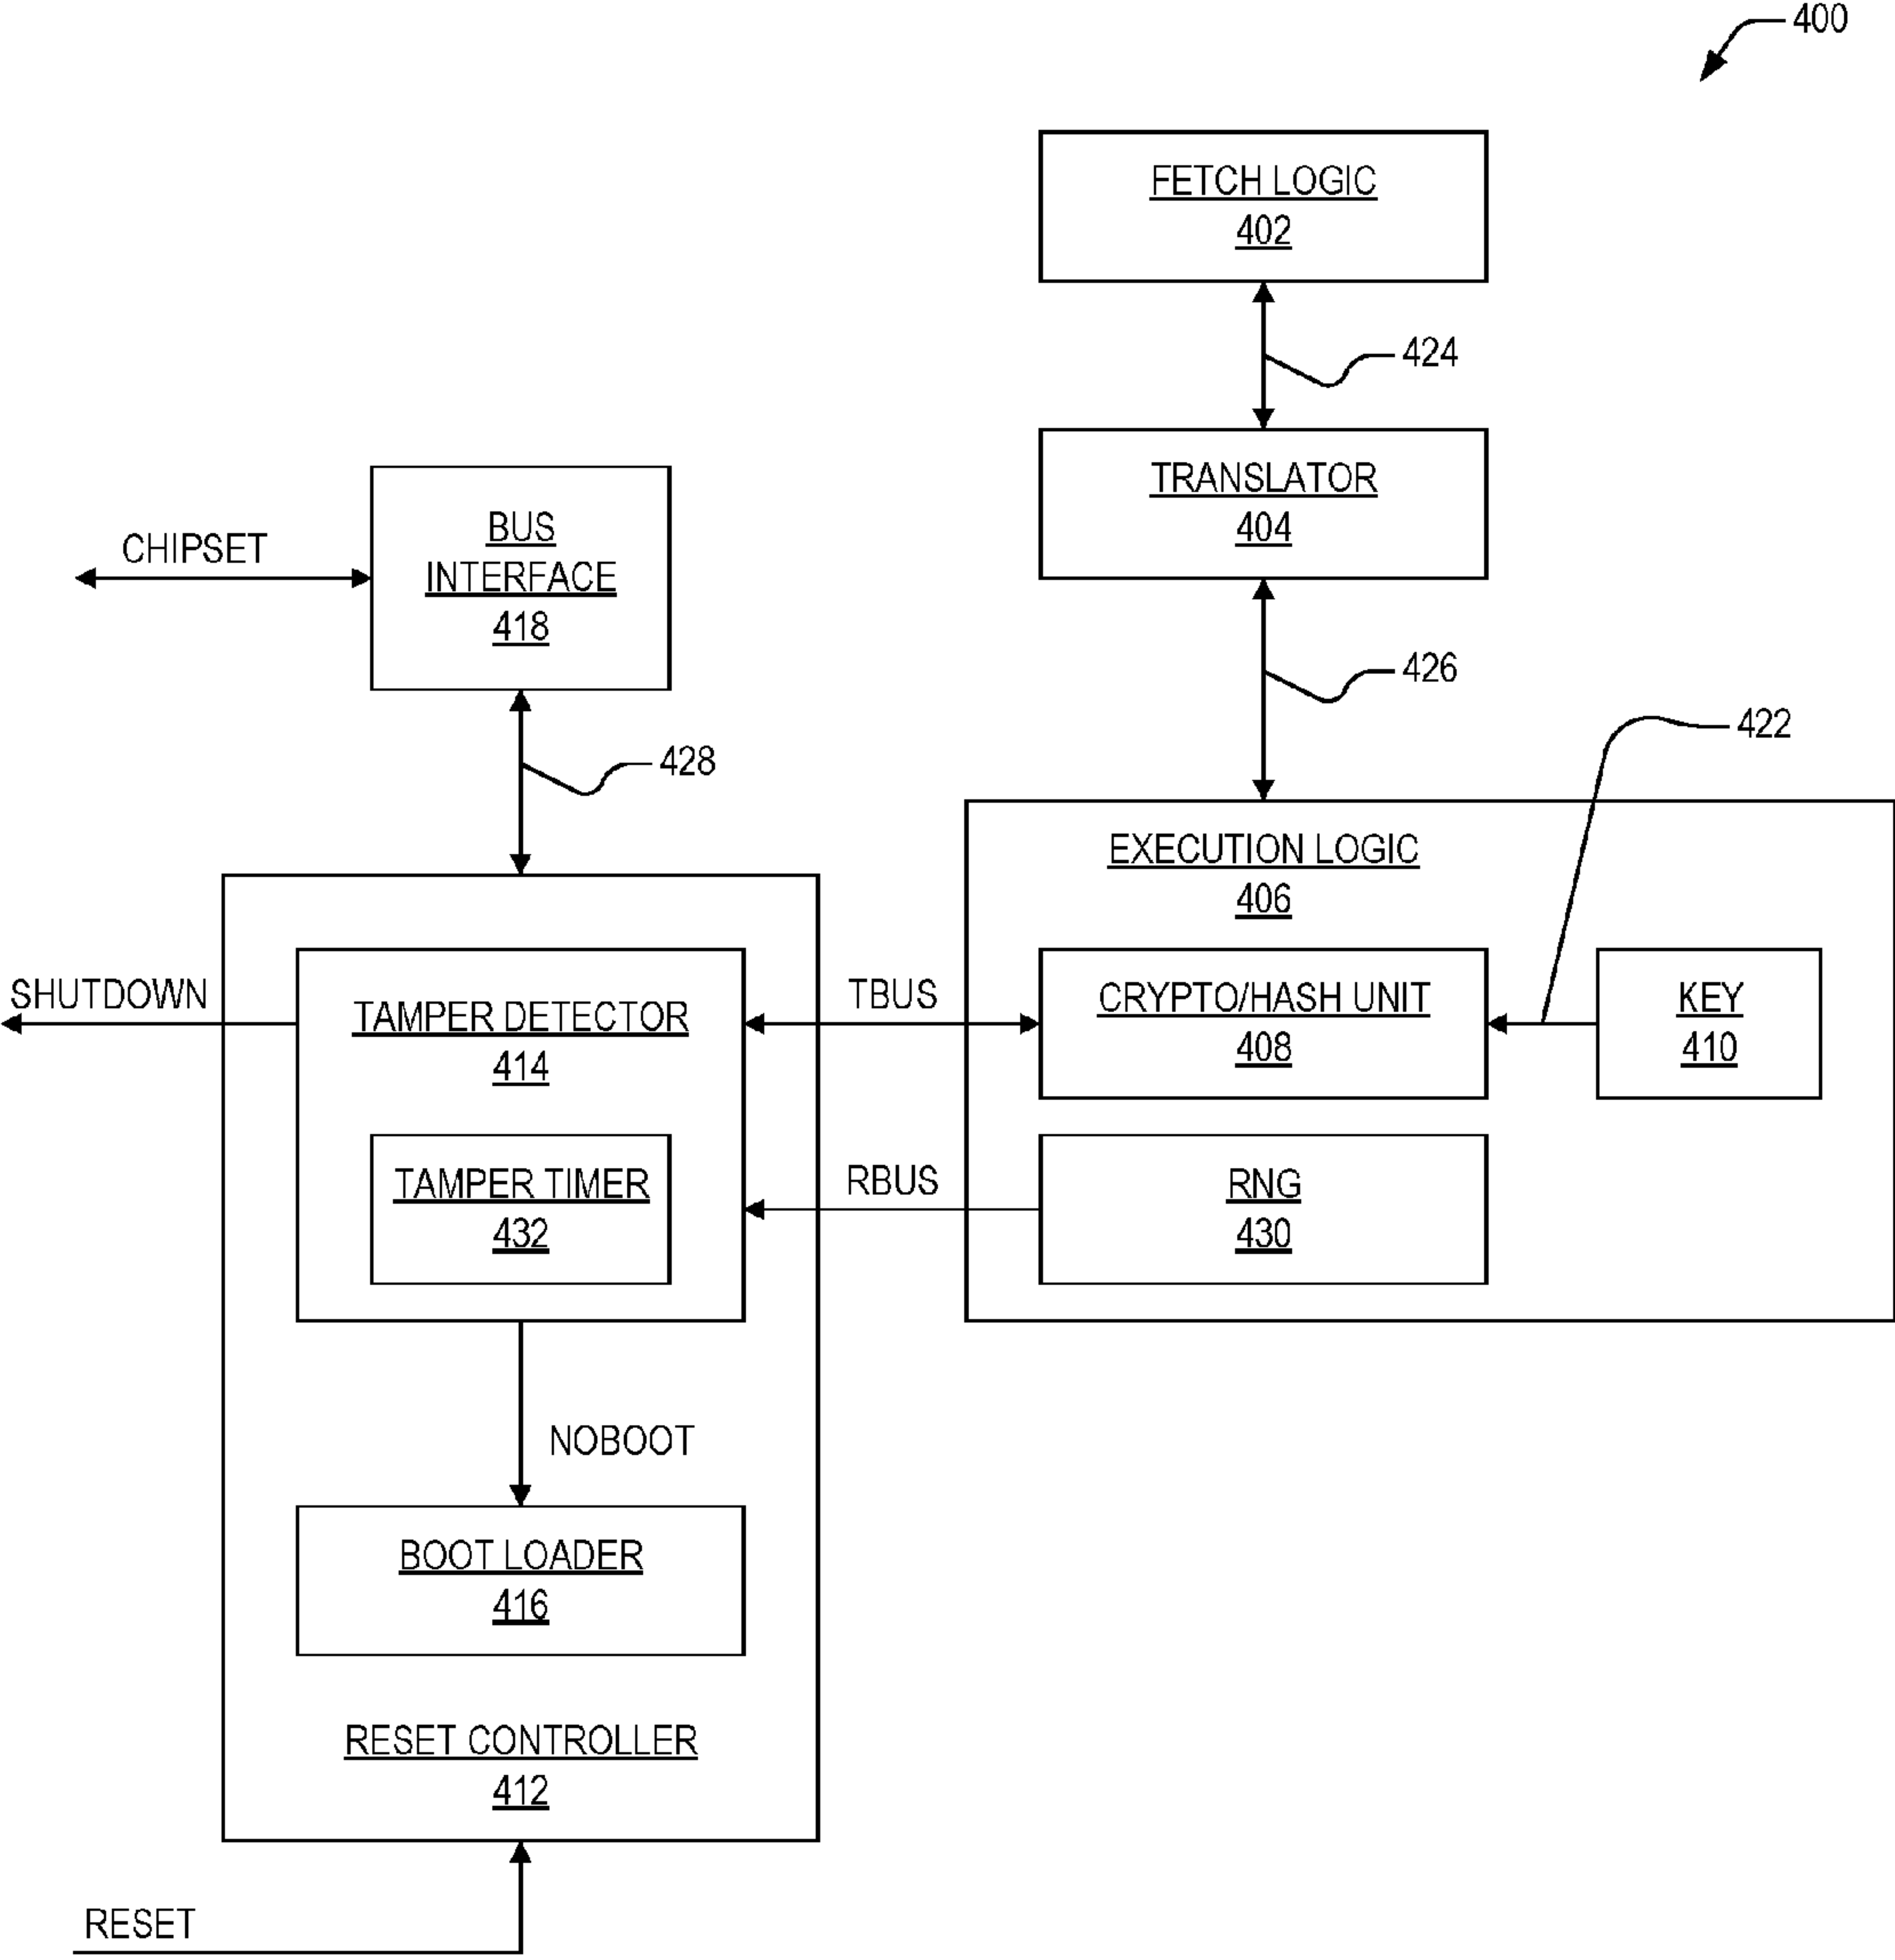 400
FETCH LOGIC
402
424
TRANSLATOR
404
BUS
INTERFACE
418
CHIPSET
426
422
428
EXECUTION LOGIC
406
SHUTDOWN
TAMPER DETECTOR
414
TBUS
CRYPTO/HASH UNIT
408
KEY
410
TAMPER TIMER
432
RBUS
RNG
430
NOBOOT
BOOT LOADER
416
RESET CONTROLLER
412
RESET